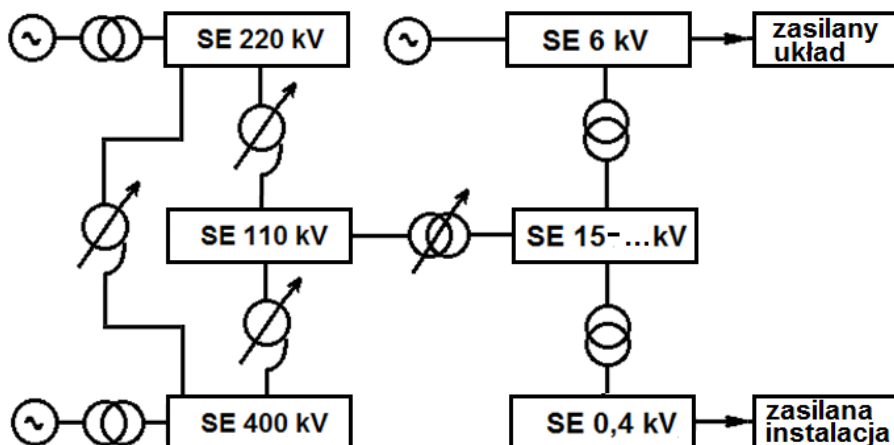 SE 220 kV
SE 6 kV
zasilany
układ
SE 110 kV
SE 15-...kV
SE 400 kV
SE 0,4 kV
zasilana
instalacja